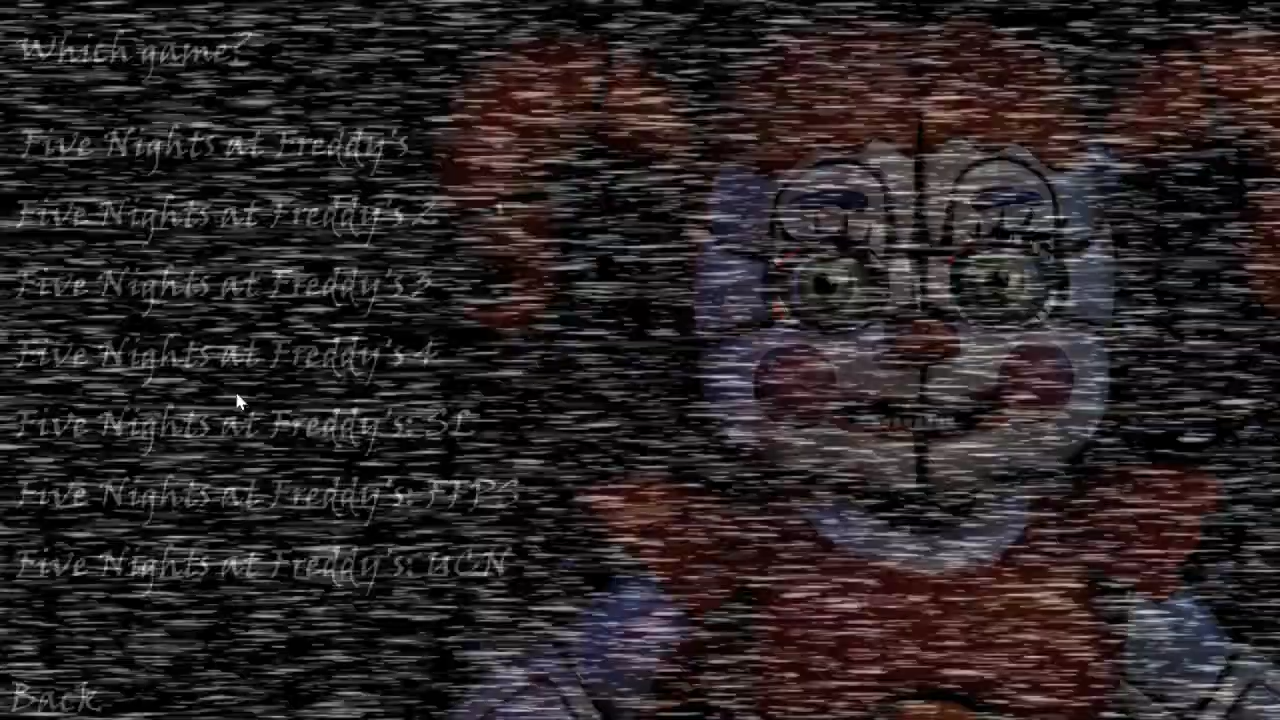 Which game?
Five Nights at Freddy's
Five Nights at Freddy's 2
Five Nights at Freddy's 3
Five Nights at Freddy's 4
Five Nights at Freddy's: SL
Five Nights at Freddy's: FFPS
Five Nights at Freddy's: UCN
Back